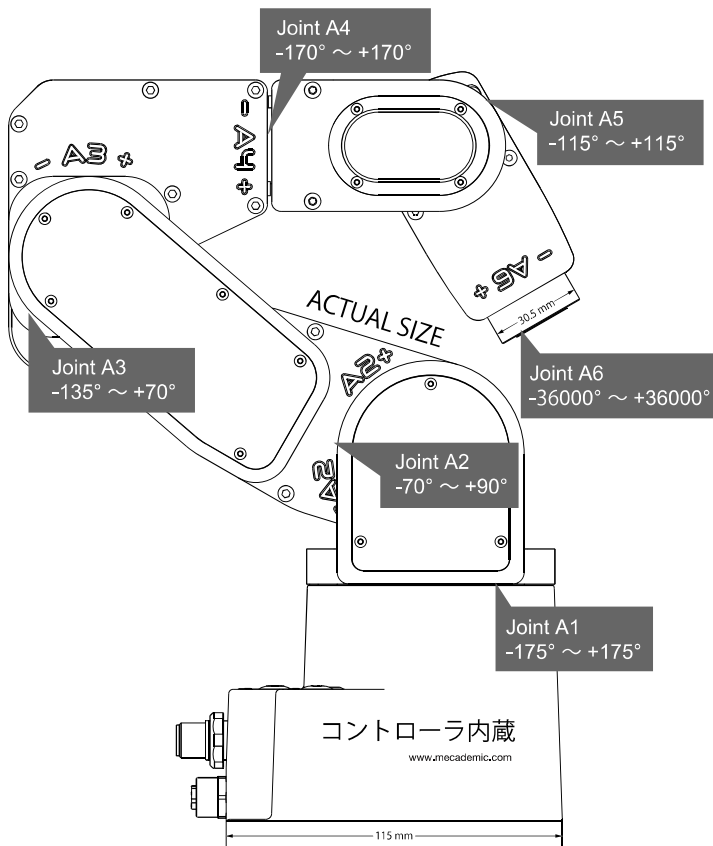 Joint A4
-170° ～ +170°
Joint A5
-115° ～ +115°
- A4 +
- A3 +
- A6 +
30.5 mm
ACTUAL SIZE
Joint A3
-135° ～ +70°
A2+
Joint A6
-36000° ～ +36000°
Joint A2
-70° ～ +90°
A2
Joint A1
-175° ～ +175°
コントローラ内蔵
www.mecademic.com
115 mm